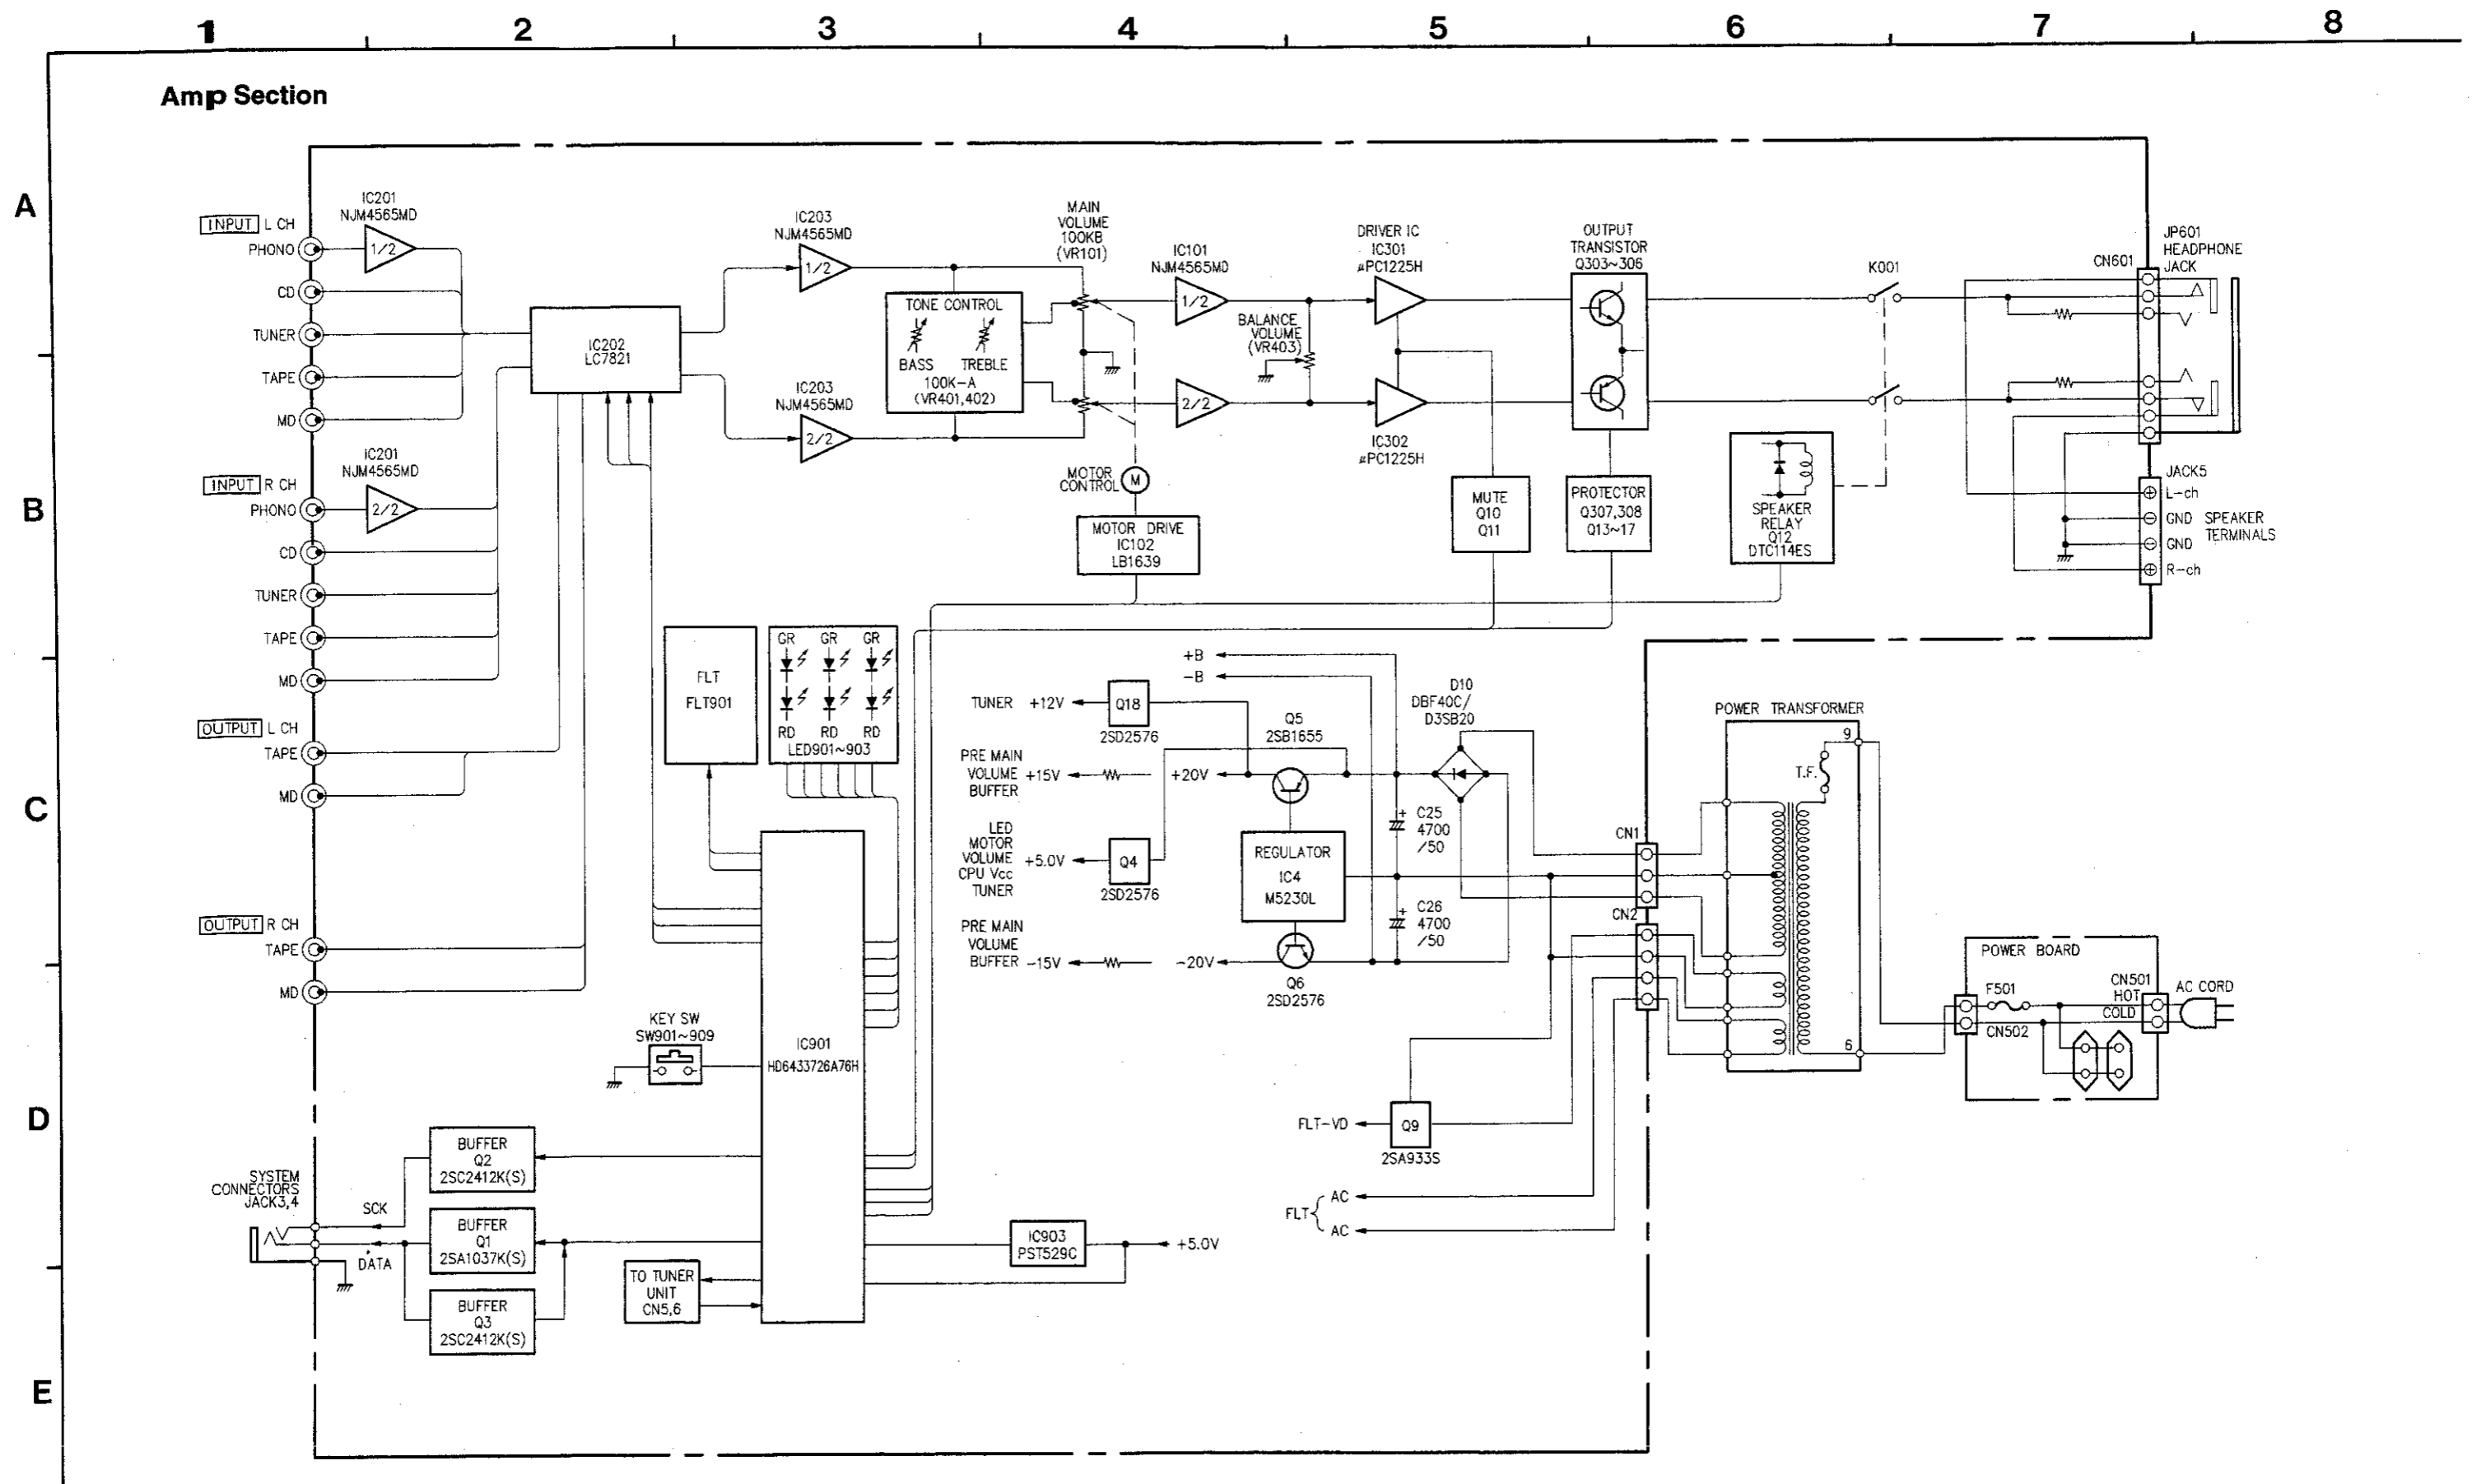 1 2 3 4 5 6 7 8
Amp Section
A
B
C
D
E
INPUT L CH
PHONO
CD
TUNER
TAPE
MD
IC201
NJM4565MD
1/2
INPUT R CH
PHONO
CD
TUNER
TAPE
MD
IC201
NJM4565MD
2/2
OUTPUT L CH
TAPE
MD
OUTPUT R CH
TAPE
MD
IC202
LC7821
IC203
NJM4565MD
1/2
IC203
NJM4565MD
2/2
TONE CONTROL
BASS TREBLE
100K-A
(VR401,402)
MAIN
VOLUME
100KB
(VR101)
MOTOR
CONTROL
M
MOTOR DRIVE
IC102
LB1639
IC101
NJM4565MD
1/2
2/2
BALANCE
VOLUME
(VR403)
DRIVER IC
IC301
µPC1225H
IC302
µPC1225H
MUTE
Q10
Q11
OUTPUT
TRANSISTOR
Q303~306
PROTECTOR
Q307,308
Q13~17
K001
SPEAKER
RELAY
Q12
DTC114ES
CN601
JP601
HEADPHONE
JACK
JACK5
⊕ L-ch
⊖ GND
⊖ GND
⊕ R-ch
SPEAKER
TERMINALS
FLT
FLT901
GR GR GR
RD RD RD
LED901~903
+B
-B
TUNER +12V
Q18
2SD2576
PRE MAIN
VOLUME +15V
BUFFER
+20V
Q5
2SB1655
D10
DBF40C/
D3SB20
LED
MOTOR
VOLUME +5.0V
CPU Vcc
TUNER
Q4
2SD2576
REGULATOR
IC4
M5230L
+ C25
4700
/50
+ C26
4700
/50
PRE MAIN
VOLUME
BUFFER -15V
-20V
Q6
2SD2576
CN1
CN2
POWER TRANSFORMER
9
T.F.
6
POWER BOARD
F501
CN502
CN501
HOT
COLD
AC CORD
KEY SW
SW901~909
IC901
HD6433726A76H
FLT-VD
Q9
2SA933S
FLT { AC
AC
SYSTEM
CONNECTORS
JACK3,4
SCK
DATA
BUFFER
Q2
2SC2412K(S)
BUFFER
Q1
2SA1037K(S)
BUFFER
Q3
2SC2412K(S)
TO TUNER
UNIT
CN5,6
IC903
PST529C
+5.0V